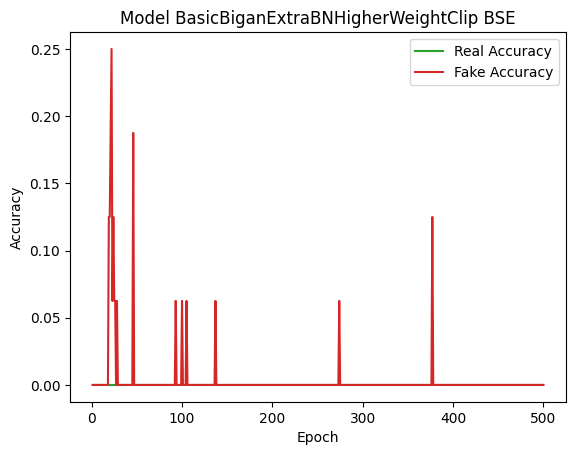 Model BasicBiganExtraBNHigherWeightClip BSE
Real Accuracy
Fake Accuracy
0.25
0.20
0.15
0.10
0.05
0.00
Accuracy
0 100 200 300 400 500
Epoch